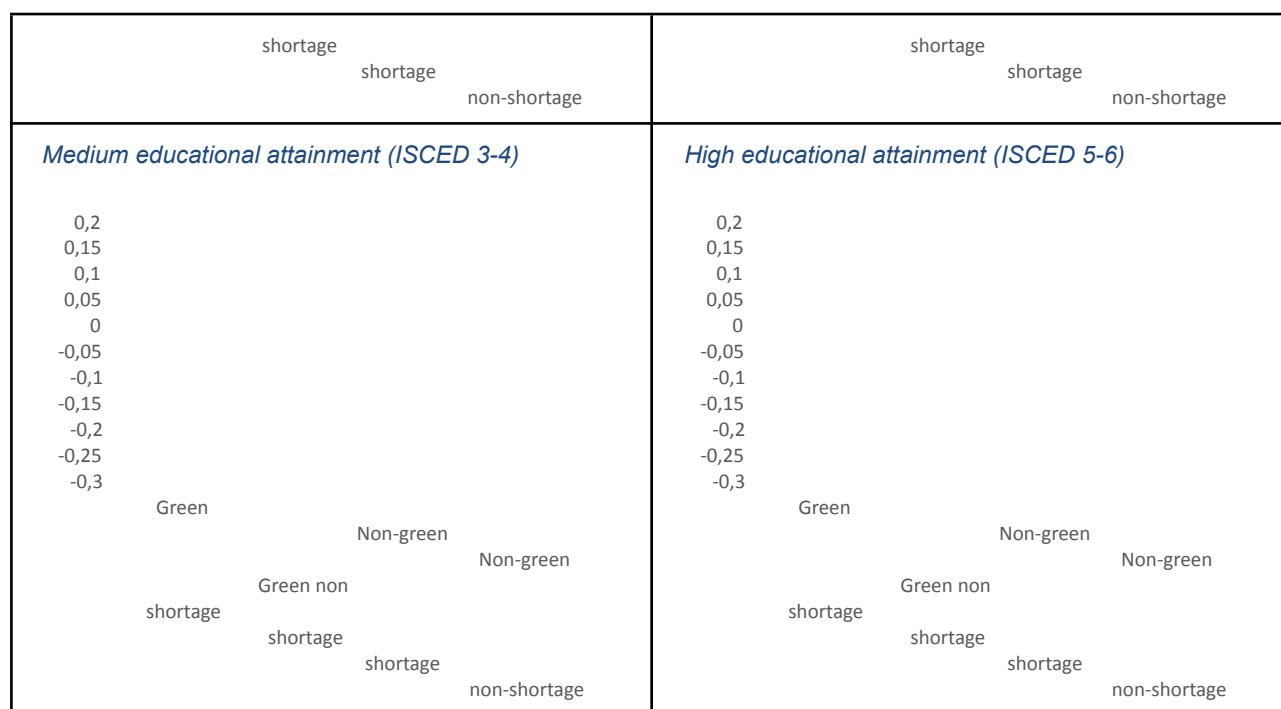 shortage
shortage
non-shortage
shortage
shortage
non-shortage
Medium educational attainment (ISCED 3-4)
0,2
0,15
0,1
0,05
0
-0,05
-0,1
-0,15
-0,2
-0,25
-0,3
Green
Non-green
Non-green
Green non
shortage
shortage
shortage
non-shortage
High educational attainment (ISCED 5-6)
0,2
0,15
0,1
0,05
0
-0,05
-0,1
-0,15
-0,2
-0,25
-0,3
Green
Non-green
Non-green
Green non
shortage
shortage
shortage
non-shortage